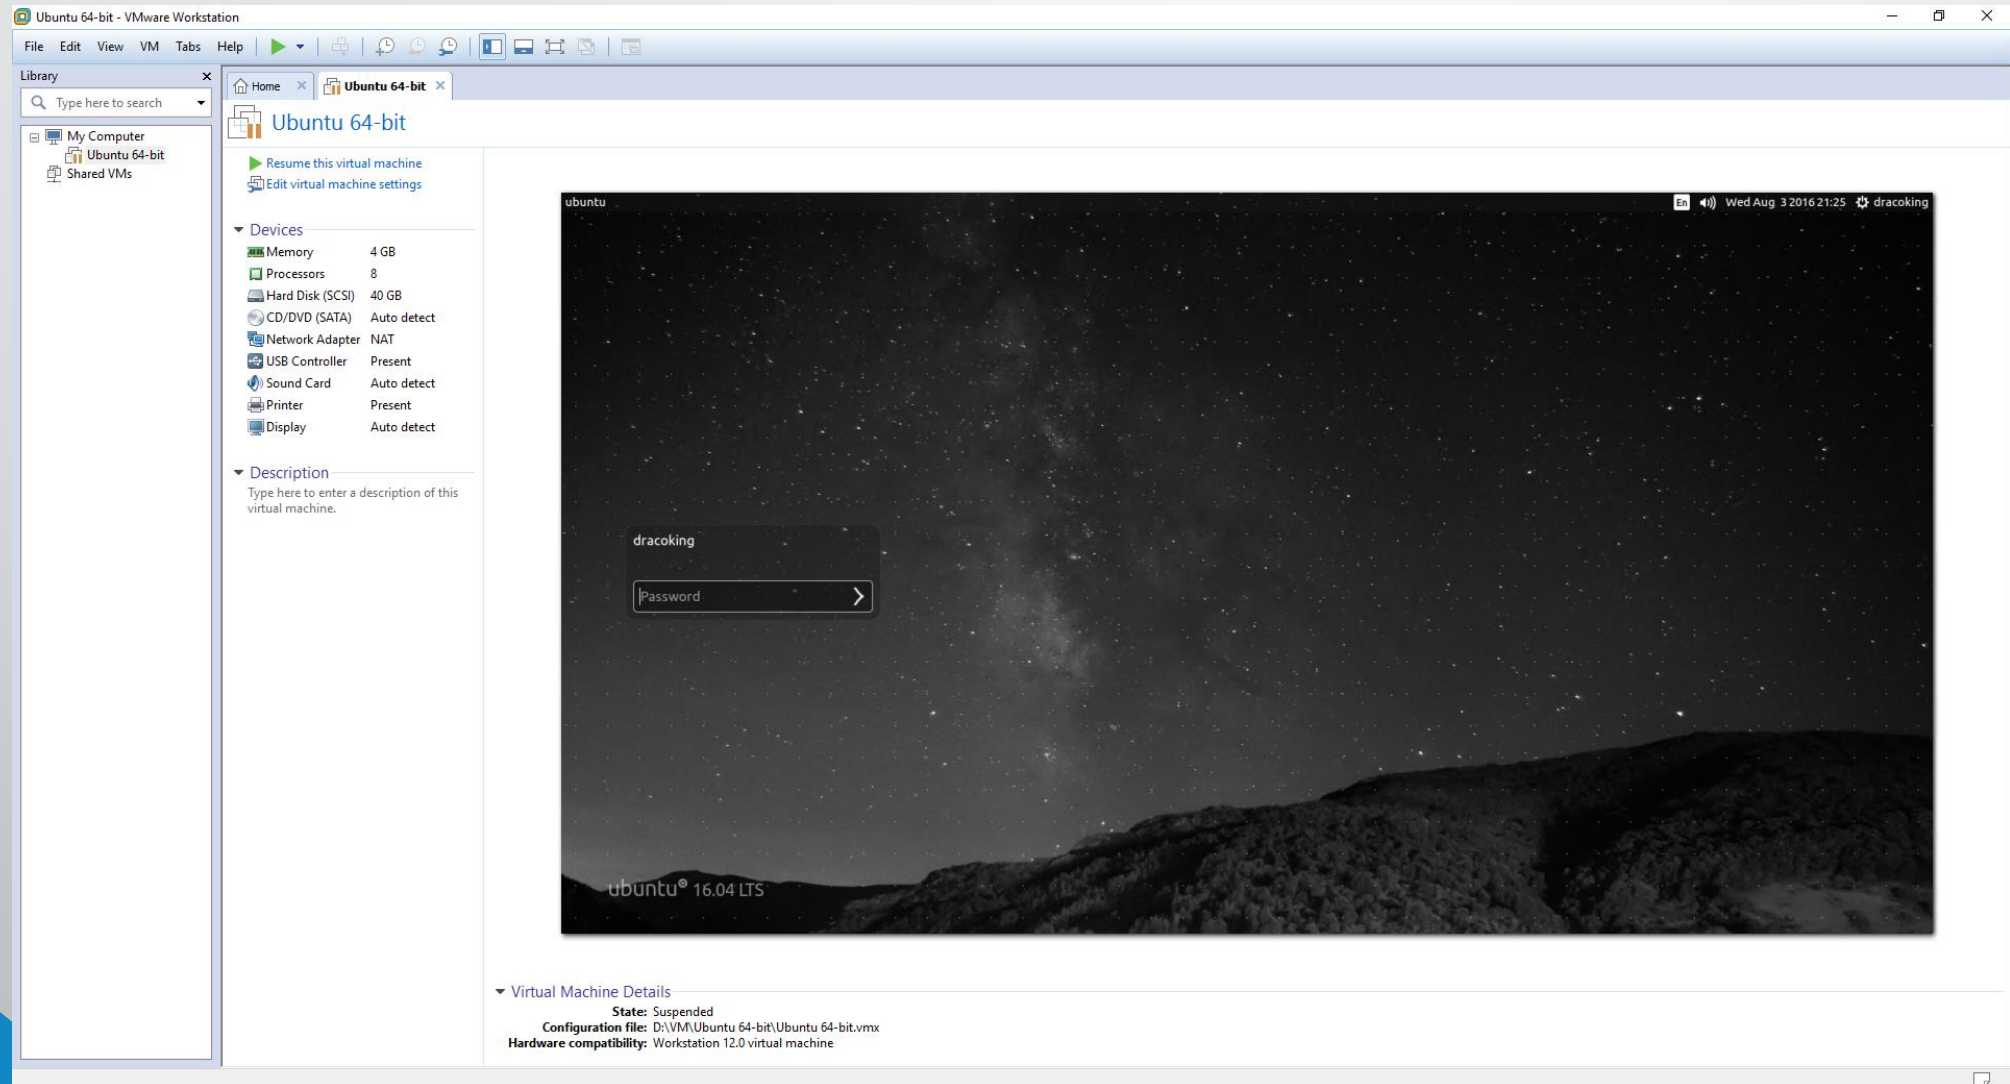 Ubuntu 64-bit - VMware Workstation
File Edit View VM Tabs Help
Library
Type here to search
My Computer
Ubuntu 64-bit
Shared VMs
Home
Ubuntu 64-bit
Ubuntu 64-bit
Resume this virtual machine
Edit virtual machine settings
Devices
Memory 4 GB
Processors 8
Hard Disk (SCSI) 40 GB
CD/DVD (SATA) Auto detect
Network Adapter NAT
USB Controller Present
Sound Card Auto detect
Printer Present
Display Auto detect
Description
Type here to enter a description of this
virtual machine.
ubuntu En Wed Aug 3 2016 21:25 dracoking
dracoking
Password
ubuntu® 16.04 LTS
Virtual Machine Details
State: Suspended
Configuration file: D:\VM\Ubuntu 64-bit\Ubuntu 64-bit.vmx
Hardware compatibility: Workstation 12.0 virtual machine